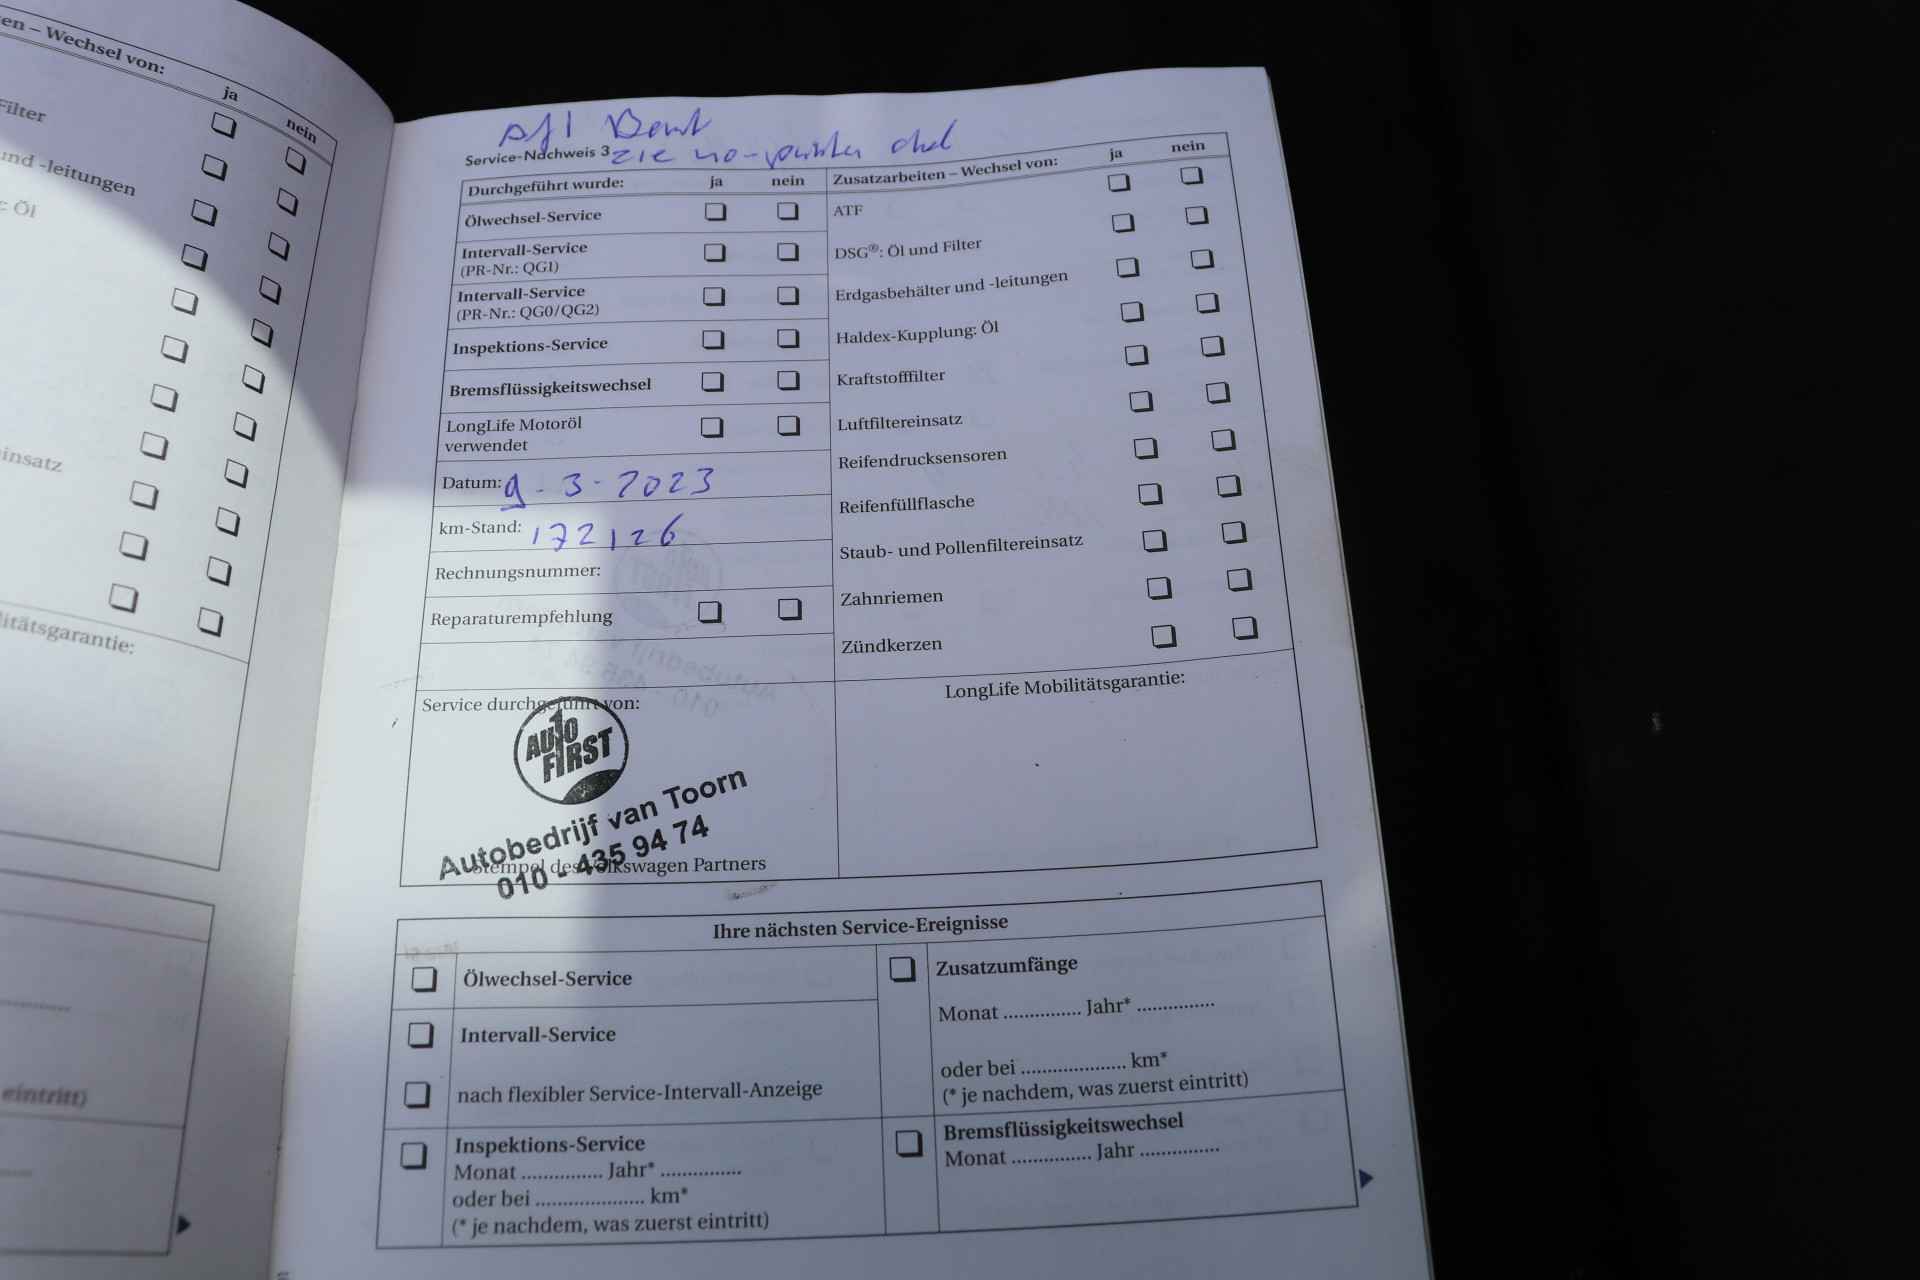 en – Wechsel von:
ja
nein
Filter
und -leitungen
: Öl
insatz
litätsgarantie:
eintritt)
Service-Nachweis 3
zie
Durchgeführt wurde: ja nein
Ölwechsel-Service
Intervall-Service
(PR-Nr.: QG1)
Intervall-Service
(PR-Nr.: QG0/QG2)
Inspektions-Service
Bremsflüssigkeitswechsel
LongLife Motoröl
verwendet
Datum: 9-3-2023
km-Stand: 172126
Rechnungsnummer:
Reparaturempfehlung
Service durchgeführt von:
AUTO
FIRST
Autobedrijf van Toorn
010 - 435 94 74
Stempel des Volkswagen Partners
Zusatzarbeiten – Wechsel von: ja nein
ATF
DSG®: Öl und Filter
Erdgasbehälter und -leitungen
Haldex-Kupplung: Öl
Kraftstofffilter
Luftfiltereinsatz
Reifendrucksensoren
Reifenfüllflasche
Staub- und Pollenfiltereinsatz
Zahnriemen
Zündkerzen
LongLife Mobilitätsgarantie:
Ihre nächsten Service-Ereignisse
Ölwechsel-Service
Intervall-Service
nach flexibler Service-Intervall-Anzeige
Inspektions-Service
Monat ............... Jahr* ...............
oder bei .................... km*
(* je nachdem, was zuerst eintritt)
Zusatzumfänge
Monat ............... Jahr* ...............
oder bei .................... km*
(* je nachdem, was zuerst eintritt)
Bremsflüssigkeitswechsel
Monat ............... Jahr ...............